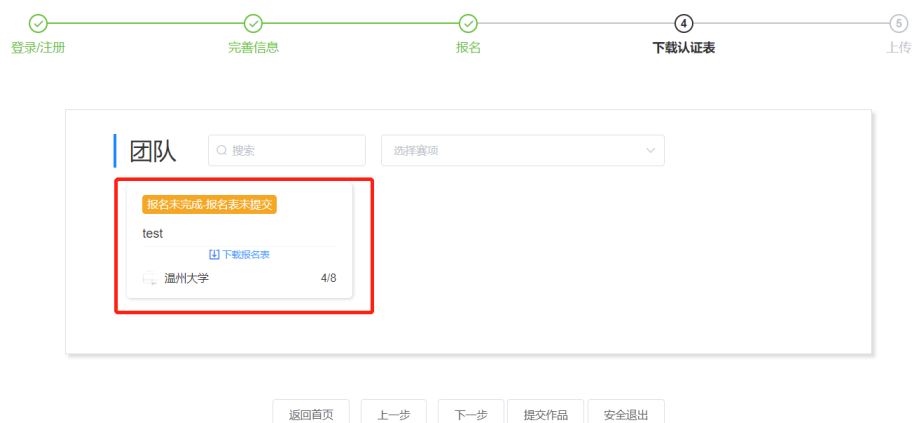 4
5
登录/注册
完善信息
报名
下载认证表
上传
团队
搜索
选择赛项
报名未完成-报名表未提交
test
下载报名表
温州大学
4/8
返回首页
上一步
下一步
提交作品
安全退出